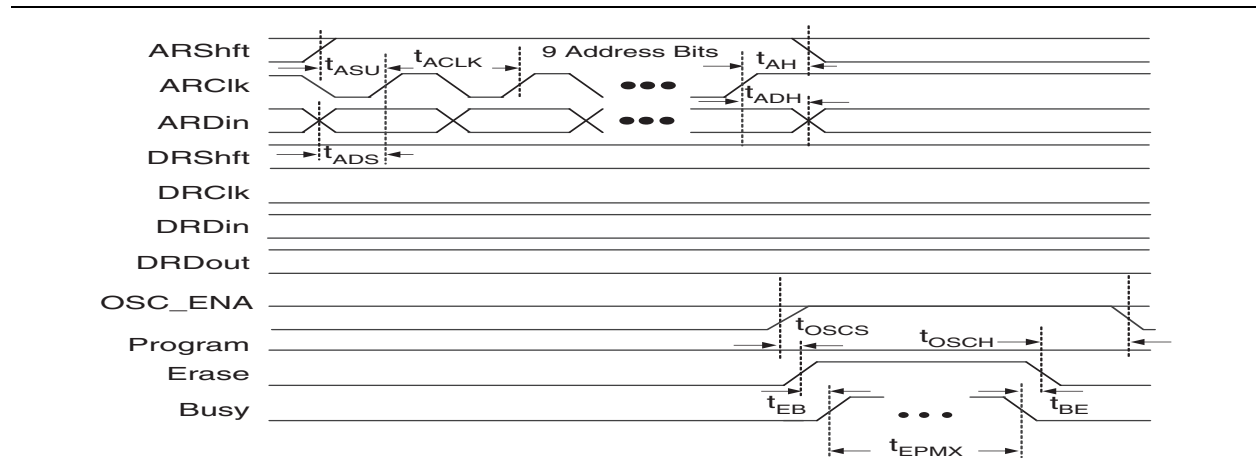 ARShft
9 Address Bits
tASU
tACLK
tAH
ARClk
tADH
ARDin
DRShft
tADS
DRClk
DRDin
DRDout
OSC_ENA
tOSCS
tOSCH
Program
Erase
tEB
tBE
Busy
tEPMX